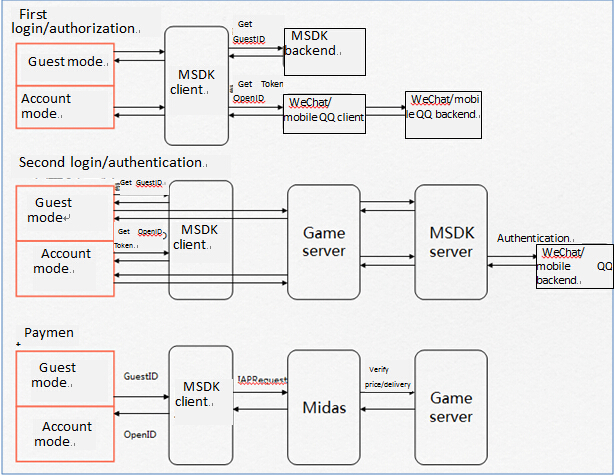 First
login/authorization.
Guest mode.
Account
mode.
MSDK
client.
Get
GuestID
MSDK
backend.
Get Token
OpenID
WeChat/
mobile QQ client
WeChat/mobi
le QQ backend.
Second login/authentication.
Get GuestID
Guest
mode
Get OpenID
Token.
Account
mode.
MSDK
client.
Game
server
MSDK
server
Authentication.
WeChat/
mobile QQ
backend.
Paymen
Guest
mode.
Account
mode.
GuestID
OpenID
MSDK
client.
IAPRequest
Midas
Verify
price/delivery
Game
server